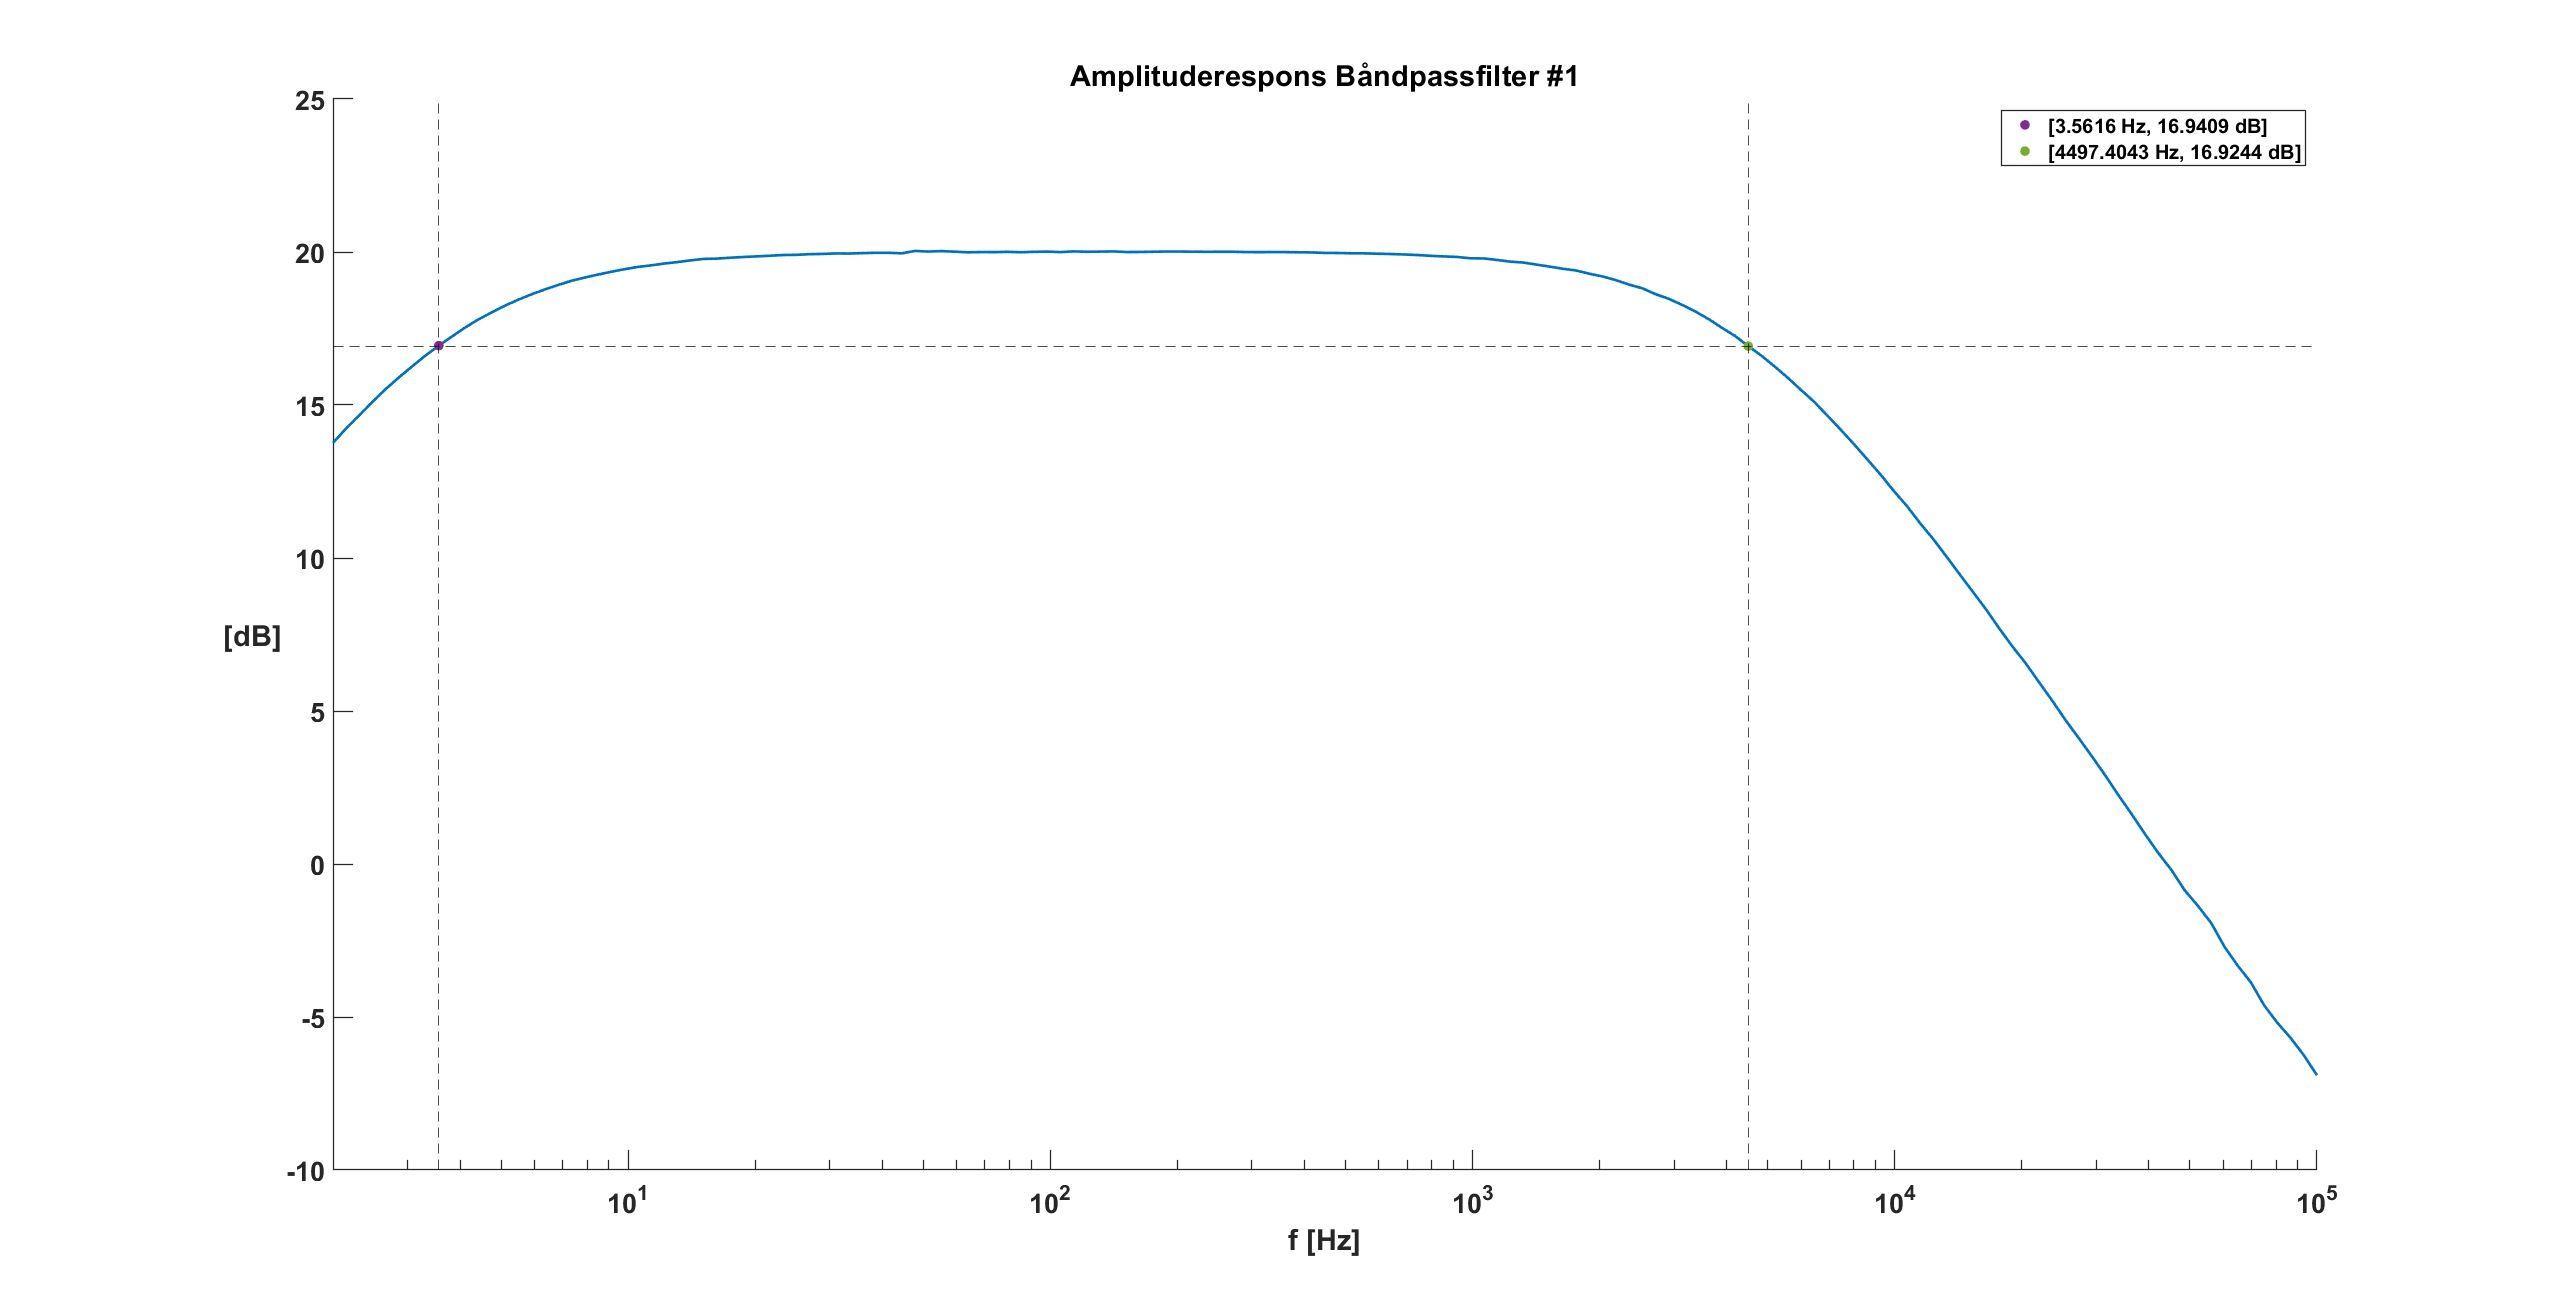 Amplituderespons Båndpassfilter #1
[3.5616 Hz, 16.9409 dB]
[4497.4043 Hz, 16.9244 dB]
25
20
15
10
5
0
-5
-10
[dB]
10^1
10^2
10^3
10^4
10^5
f [Hz]